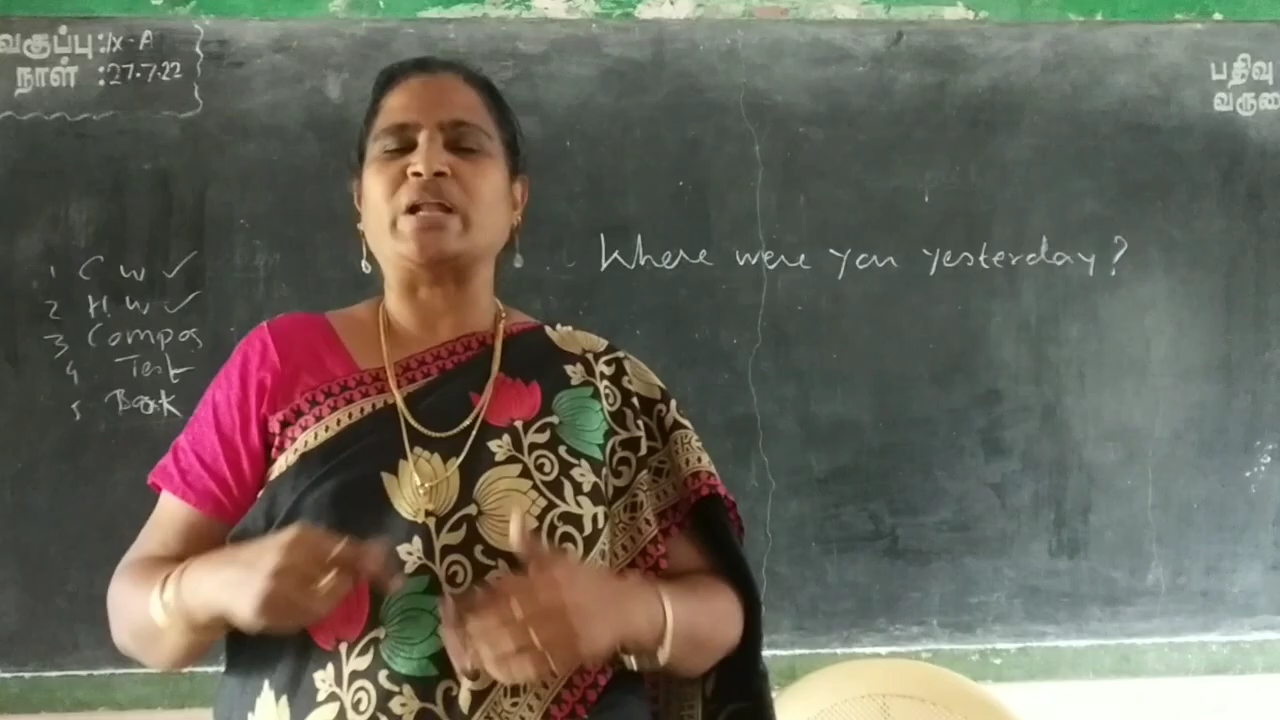 வகுப்பு : IX-A
நாள் : 27.7.22
பதிவு
Where were you yesterday?
1 C W ✓
2 H. W ✓
3 Compos
4 Test
5 Book